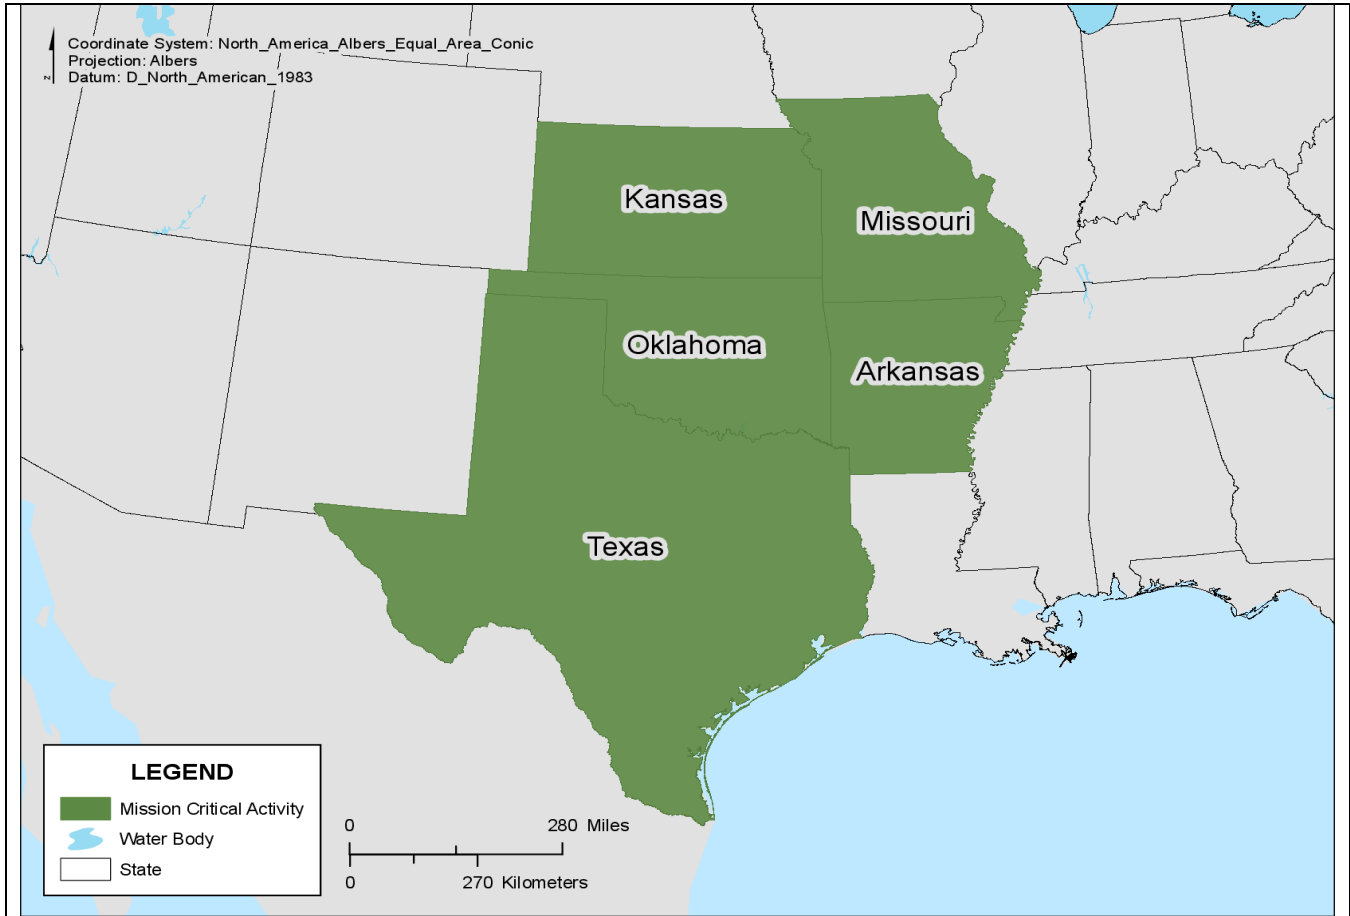 Coordinate System: North_America_Albers_Equal_Area_Conic
Projection: Albers
Datum: D_North_American_1983
N
Kansas
Missouri
Oklahoma
Arkansas
Texas
LEGEND
Mission Critical Activity
Water Body
State
0 280 Miles
0 270 Kilometers